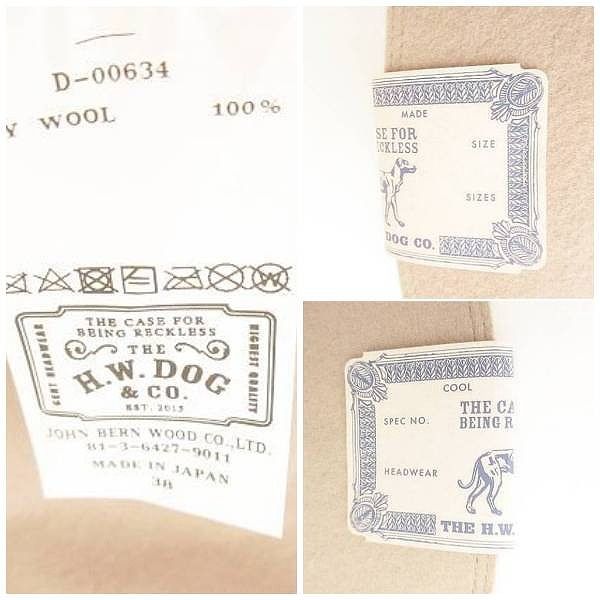 D-00634
Y WOOL 100%
THE CASE FOR
BEING RECKLESS
THE
H.W. DOG
& CO.
EST. 2015
GENT HEADWEAR
HIGHEST QUALITY
JOHN BERN WOOD CO.,LTD.
81-3-6427-9011
MADE IN JAPAN
38
MADE
SE FOR
ECKLESS
SIZE
SIZES
DOG CO.
COOL
SPEC NO.
THE CA
BEING R
HEADWEAR
THE H.W.